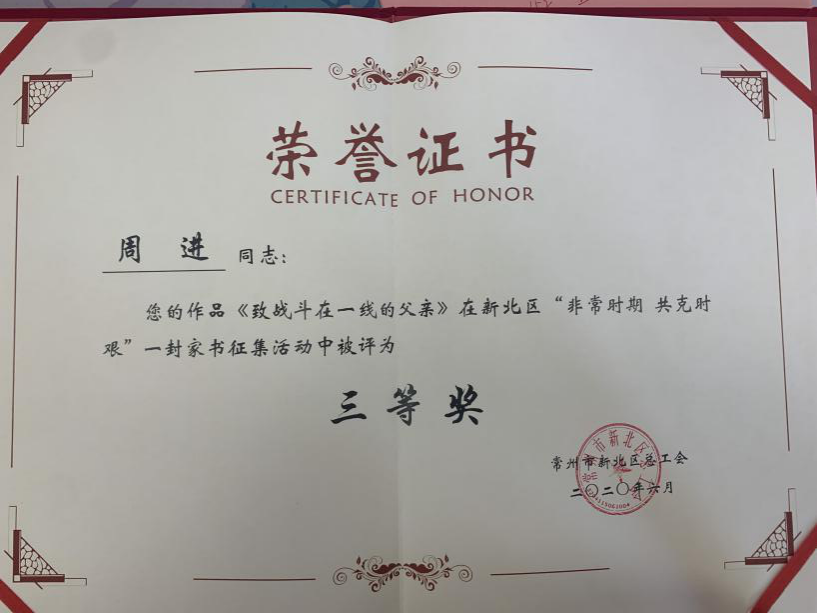 荣誉证书
CERTIFICATE OF HONOR
周 进 同志：
您的作品《致战斗在一线的父亲》在新北区“非常时期 共克时
艰”一封家书征集活动中被评为
三等奖
常州市新北区总工会
二〇二〇年六月